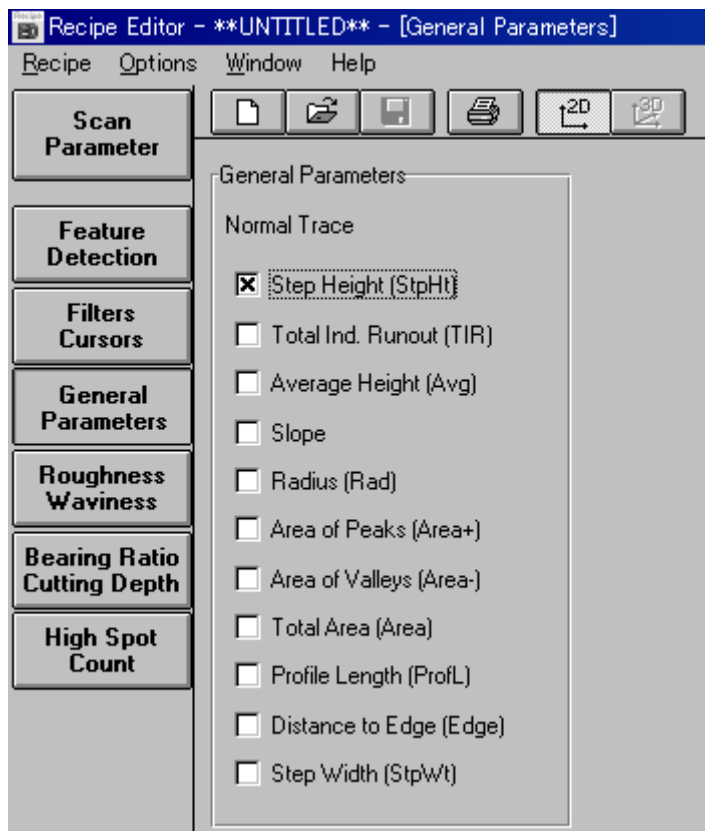 Recipe Editor - **UNTITLED** - [General Parameters]
Recipe Options Window Help
Scan
Parameter
2D
3D
Feature
Detection
Filters
Cursors
General
Parameters
Roughness
Waviness
Bearing Ratio
Cutting Depth
High Spot
Count
General Parameters
Normal Trace
Step Height (StpHt)
Total Ind. Runout (TIR)
Average Height (Avg)
Slope
Radius (Rad)
Area of Peaks (Area+)
Area of Valleys (Area-)
Total Area (Area)
Profile Length (ProfL)
Distance to Edge (Edge)
Step Width (StpWt)